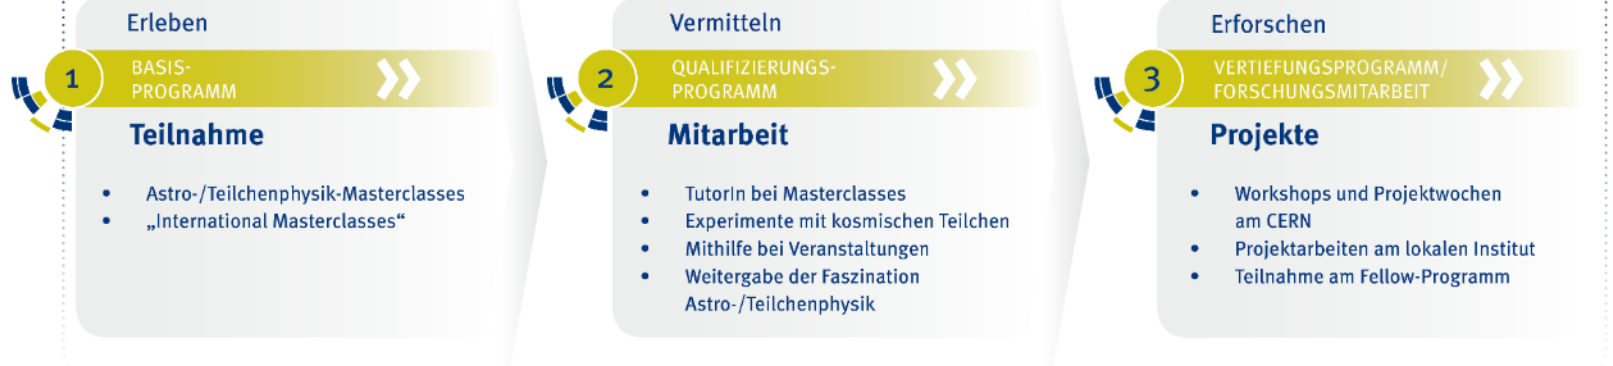 Erleben
1
BASIS-
PROGRAMM
Teilnahme
• Astro-/Teilchenphysik-Masterclasses
• „International Masterclasses“
Vermitteln
2
QUALIFIZIERUNGS-
PROGRAMM
Mitarbeit
• TutorIn bei Masterclasses
• Experimente mit kosmischen Teilchen
• Mithilfe bei Veranstaltungen
• Weitergabe der Faszination
Astro-/Teilchenphysik
Erforschen
3
VERTIEFUNGSPROGRAMM/
FORSCHUNGSMITARBEIT
Projekte
• Workshops und Projektwochen
am CERN
• Projektarbeiten am lokalen Institut
• Teilnahme am Fellow-Programm